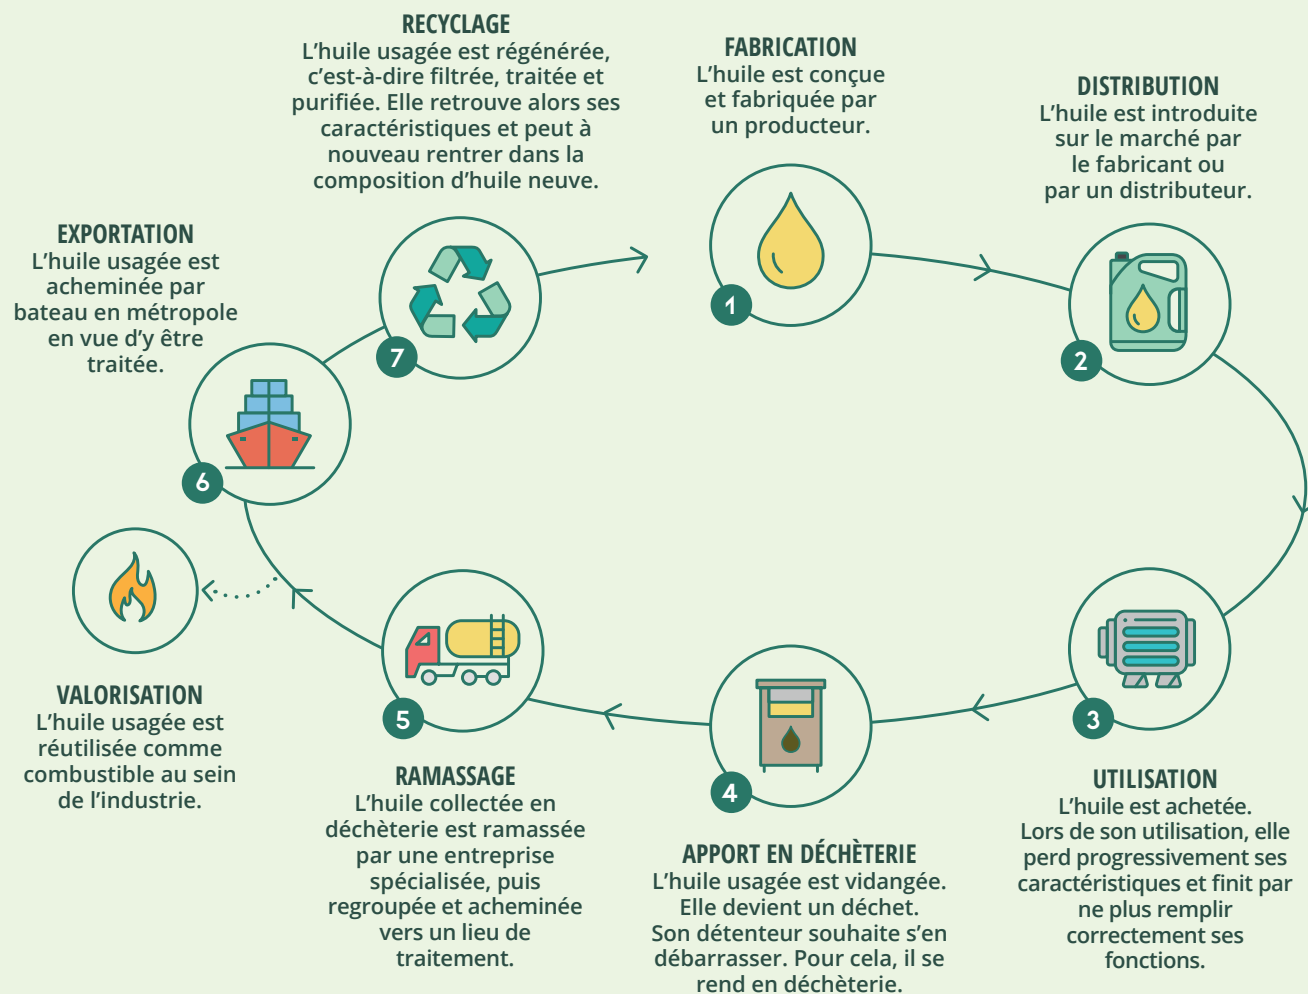 FABRICATION
L'huile est conçue
et fabriquée par
un producteur.
1
DISTRIBUTION
L'huile est introduite
sur le marché par
le fabricant ou
par un distributeur.
2
UTILISATION
L'huile est achetée.
Lors de son utilisation, elle
perd progressivement ses
caractéristiques et finit par
ne plus remplir
correctement ses
fonctions.
3
APPORT EN DÉCHÈTERIE
L'huile usagée est vidangée.
Elle devient un déchet.
Son détenteur souhaite s'en
débarrasser. Pour cela, il se
rend en déchèterie.
4
RAMASSAGE
L'huile collectée en
déchèterie est ramassée
par une entreprise
spécialisée, puis
regroupée et acheminée
vers un lieu de
traitement.
5
VALORISATION
L'huile usagée est
réutilisée comme
combustible au sein
de l'industrie.
EXPORTATION
L'huile usagée est
acheminée par
bateau en métropole
en vue d'y être
traitée.
6
RECYCLAGE
L'huile usagée est régénérée,
c'est-à-dire filtrée, traitée et
purifiée. Elle retrouve alors ses
caractéristiques et peut à
nouveau rentrer dans la
composition d'huile neuve.
7